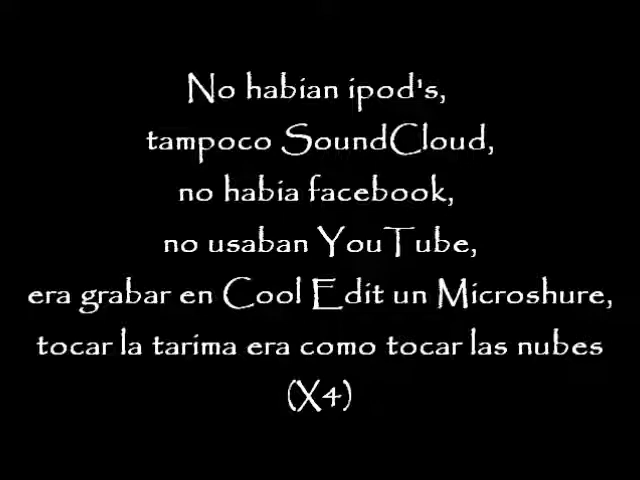 No habian ipod's,
tampoco SoundCloud,
no habia facebook,
no usaban YouTube,
era grabar en Cool Edit un Microshure,
tocar la tarima era como tocar las nubes
(X4)